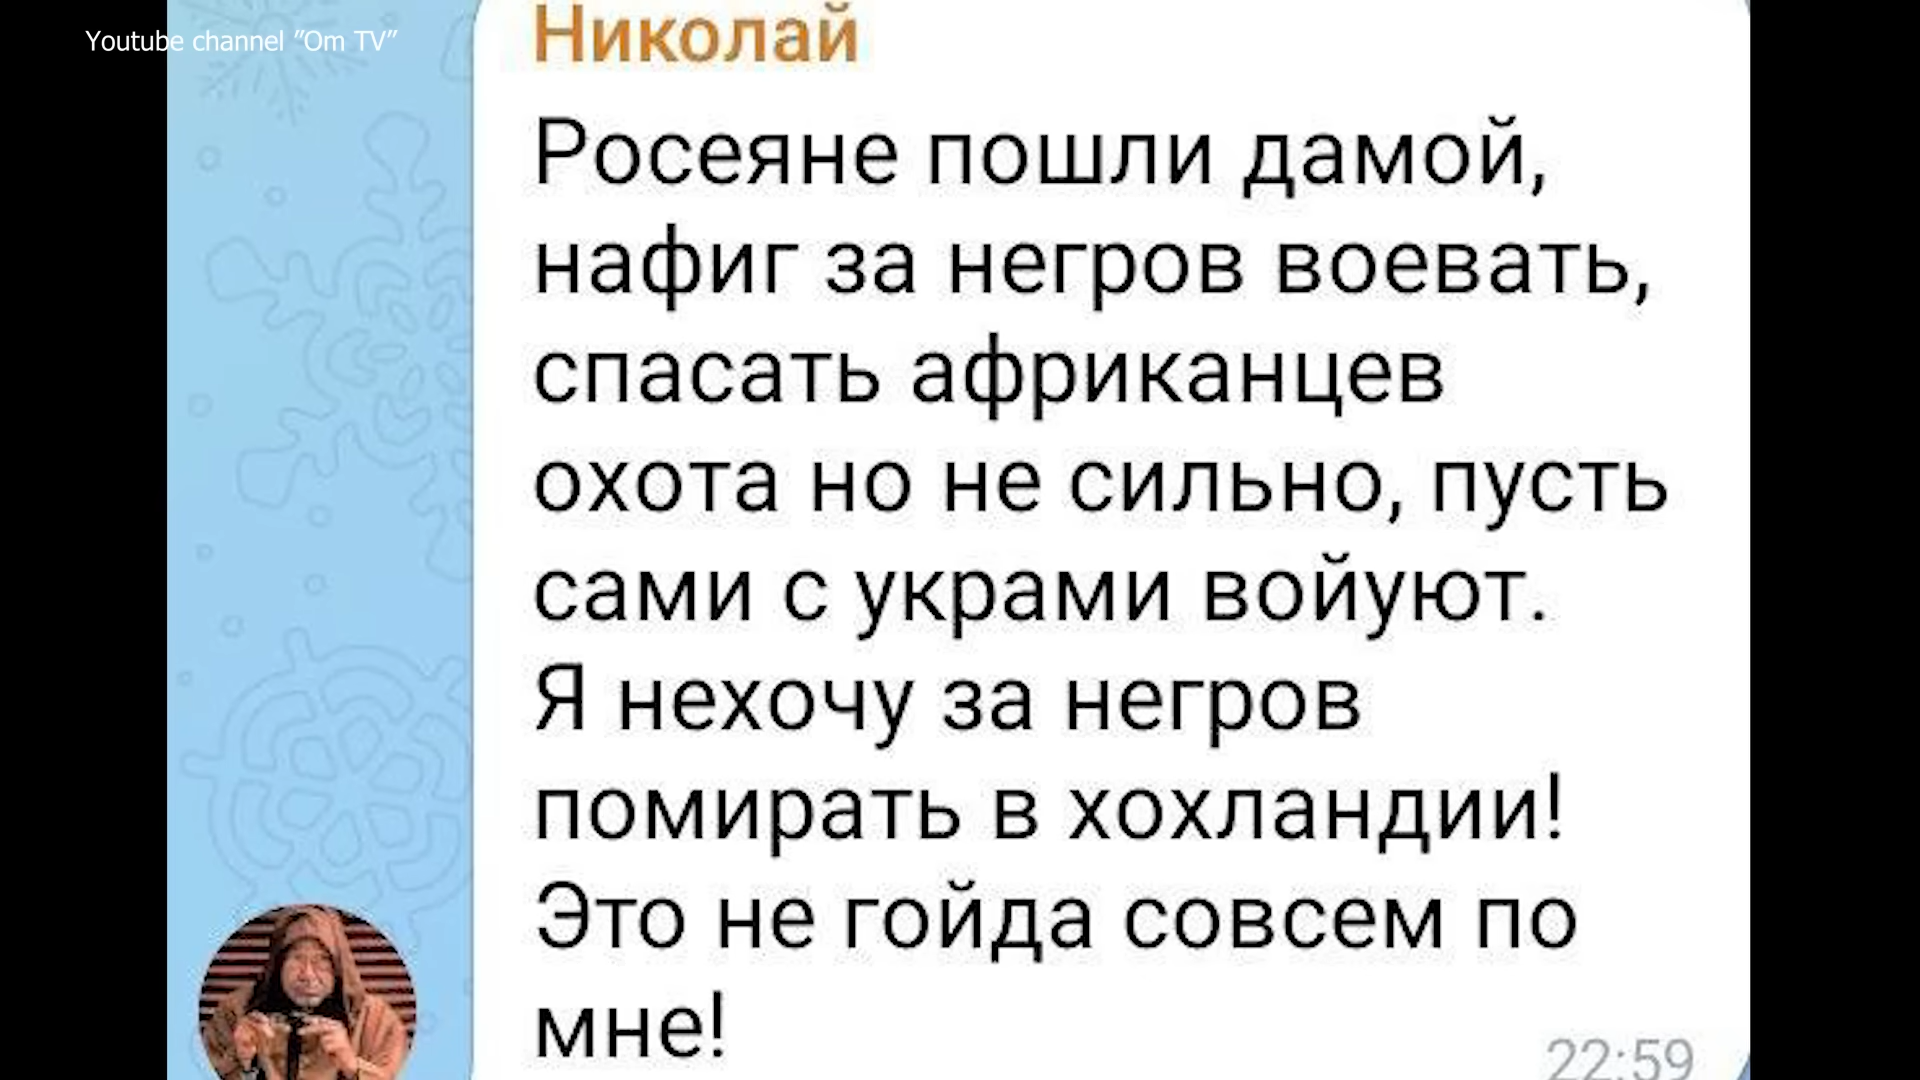 Youtube channel "Om TV"
Николай
Росеяне пошли дамой,
нафиг за негров воевать,
спасать африканцев
охота но не сильно, пусть
сами с украми войуют.
Я нехочу за негров
помирать в хохландии!
Это не гойда совсем по
мне!
22:59